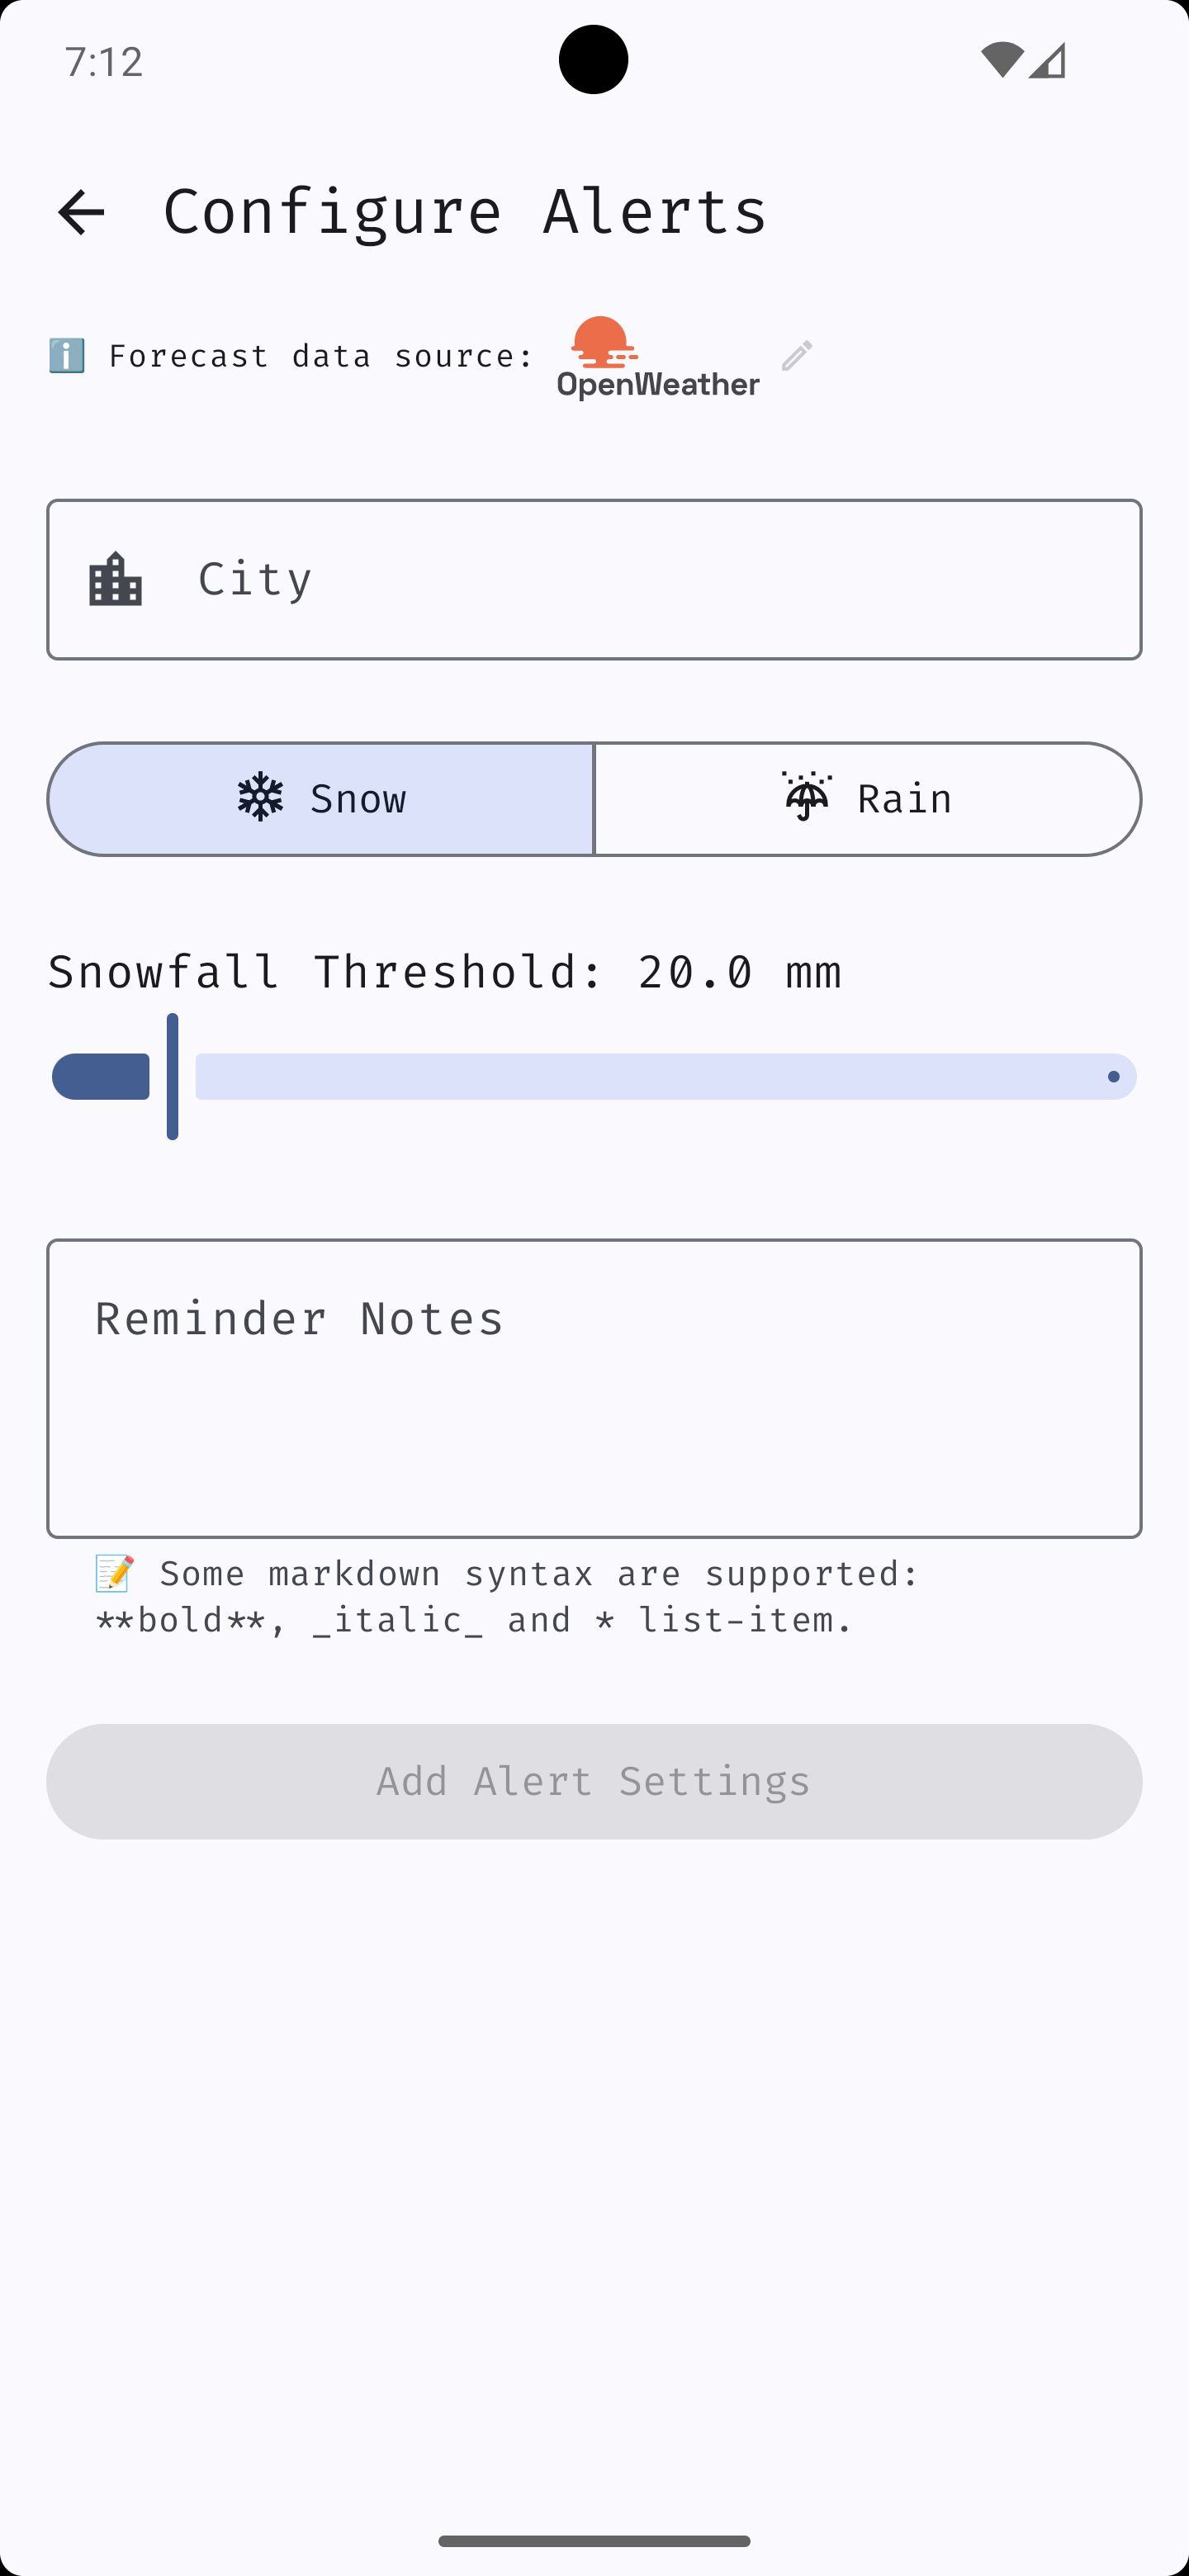 7:12
Configure Alerts
ℹ️ Forecast data source: OpenWeather
City
Snow
Rain
Snowfall Threshold: 20.0 mm
Reminder Notes
📝 Some markdown syntax are supported:
**bold**, _italic_ and * list-item.
Add Alert Settings